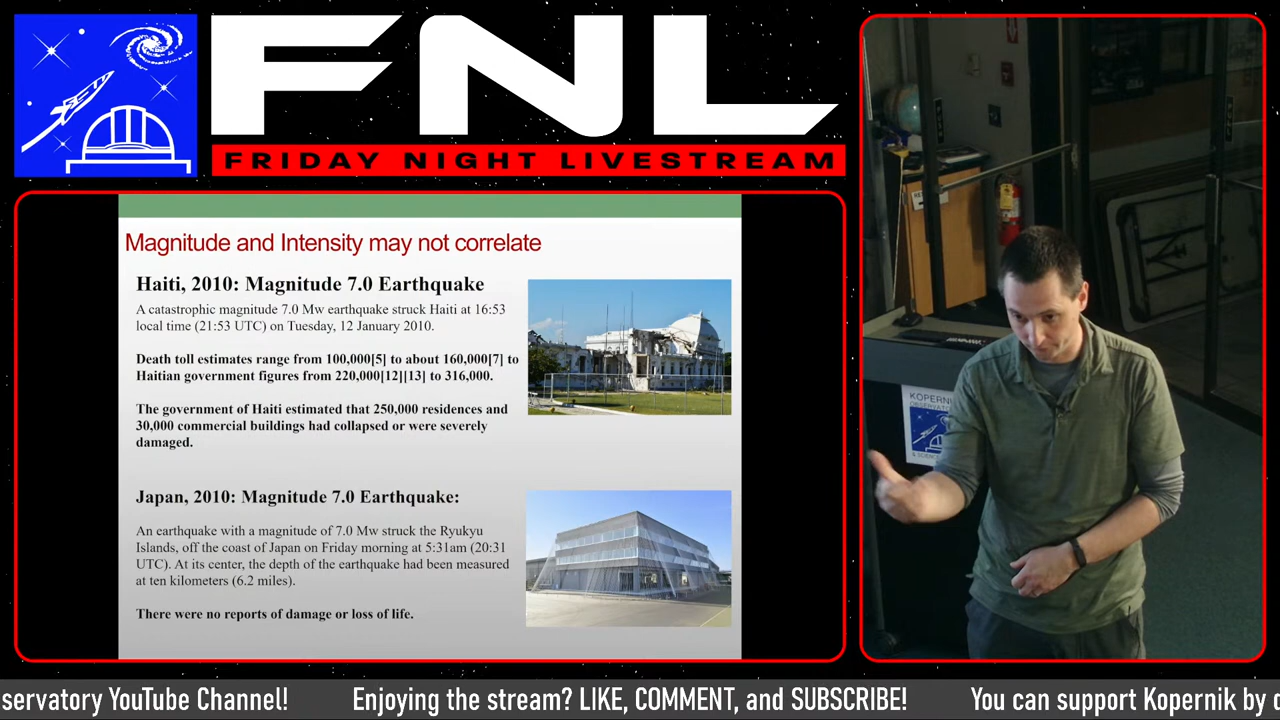 FNL
FRIDAY NIGHT LIVESTREAM
Magnitude and Intensity may not correlate
Haiti, 2010: Magnitude 7.0 Earthquake
A catastrophic magnitude 7.0 Mw earthquake struck Haiti at 16:53
local time (21:53 UTC) on Tuesday, 12 January 2010.
Death toll estimates range from 100,000[5] to about 160,000[7] to
Haitian government figures from 220,000[12][13] to 316,000.
The government of Haiti estimated that 250,000 residences and
30,000 commercial buildings had collapsed or were severely
damaged.
Japan, 2010: Magnitude 7.0 Earthquake:
An earthquake with a magnitude of 7.0 Mw struck the Ryukyu
Islands, off the coast of Japan on Friday morning at 5:31am (20:31
UTC). At its center, the depth of the earthquake had been measured
at ten kilometers (6.2 miles).
There were no reports of damage or loss of life.
KOPERNI
OBSERVATO
& SCIENCE
servatory YouTube Channel! Enjoying the stream? LIKE, COMMENT, and SUBSCRIBE! You can support Kopernik by d